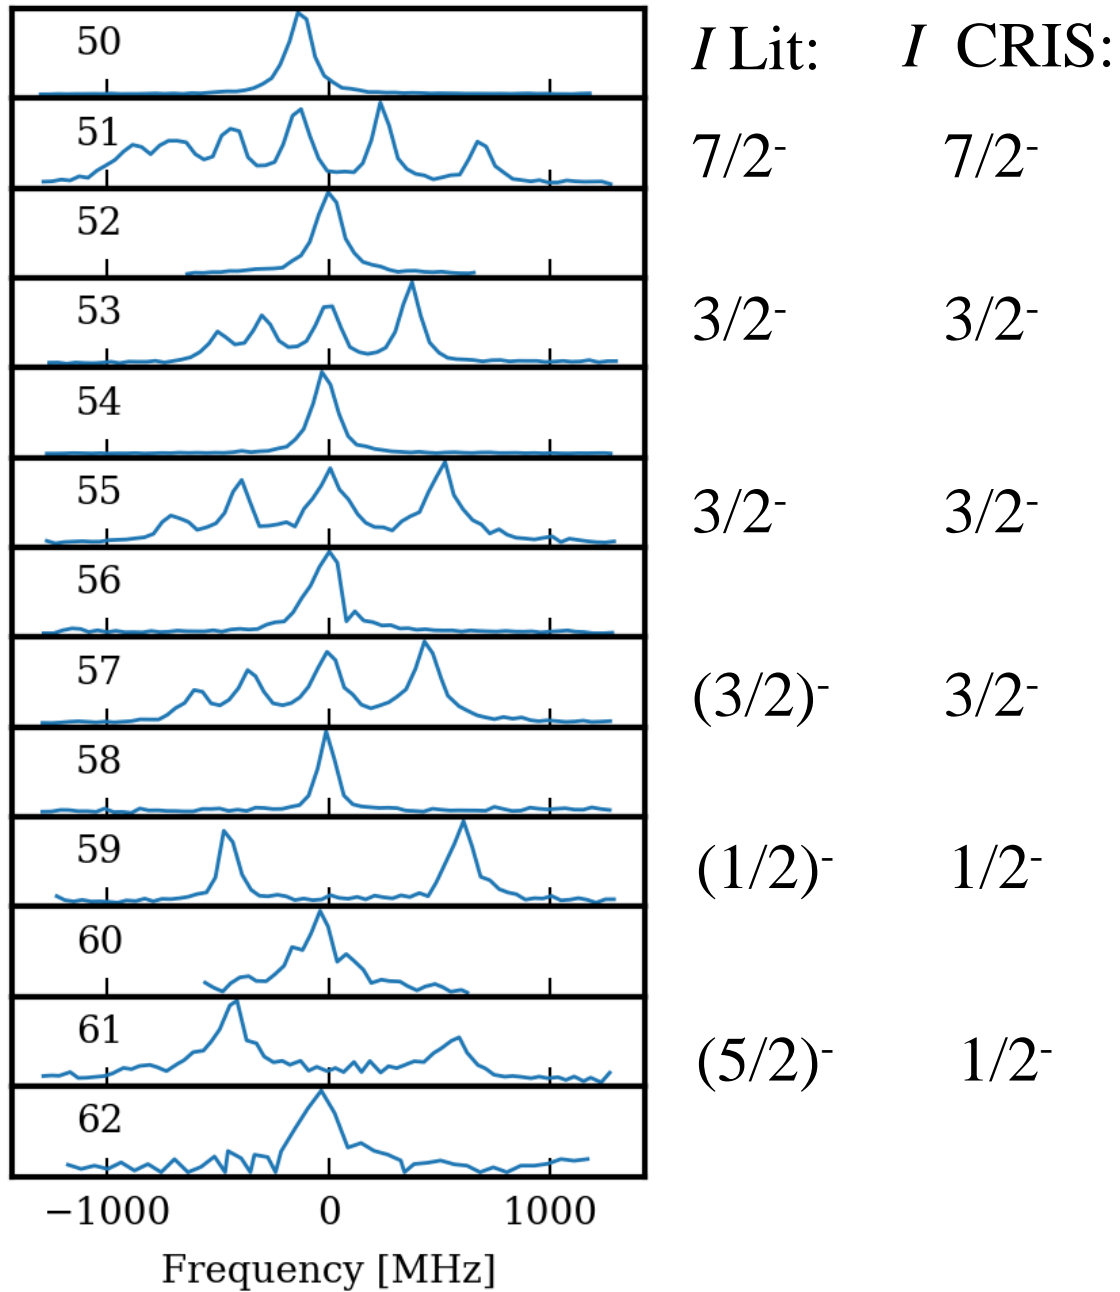 50 I Lit: I CRIS:
51 7/2- 7/2-
52
53 3/2- 3/2-
54
55 3/2- 3/2-
56
57 (3/2)- 3/2-
58
59 (1/2)- 1/2-
60
61 (5/2)- 1/2-
62
−1000 0 1000
Frequency [MHz]